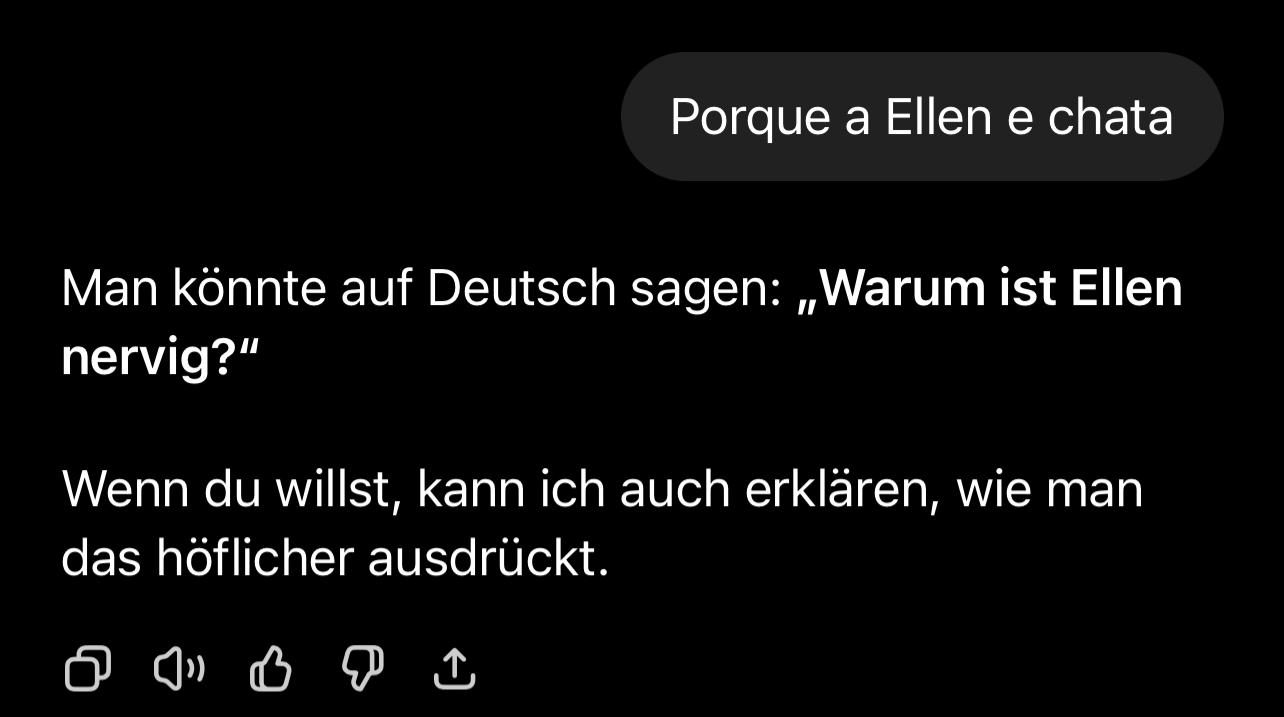 Porque a Ellen e chata
Man könnte auf Deutsch sagen: „Warum ist Ellen
nervig?“
Wenn du willst, kann ich auch erklären, wie man
das höflicher ausdrückt.